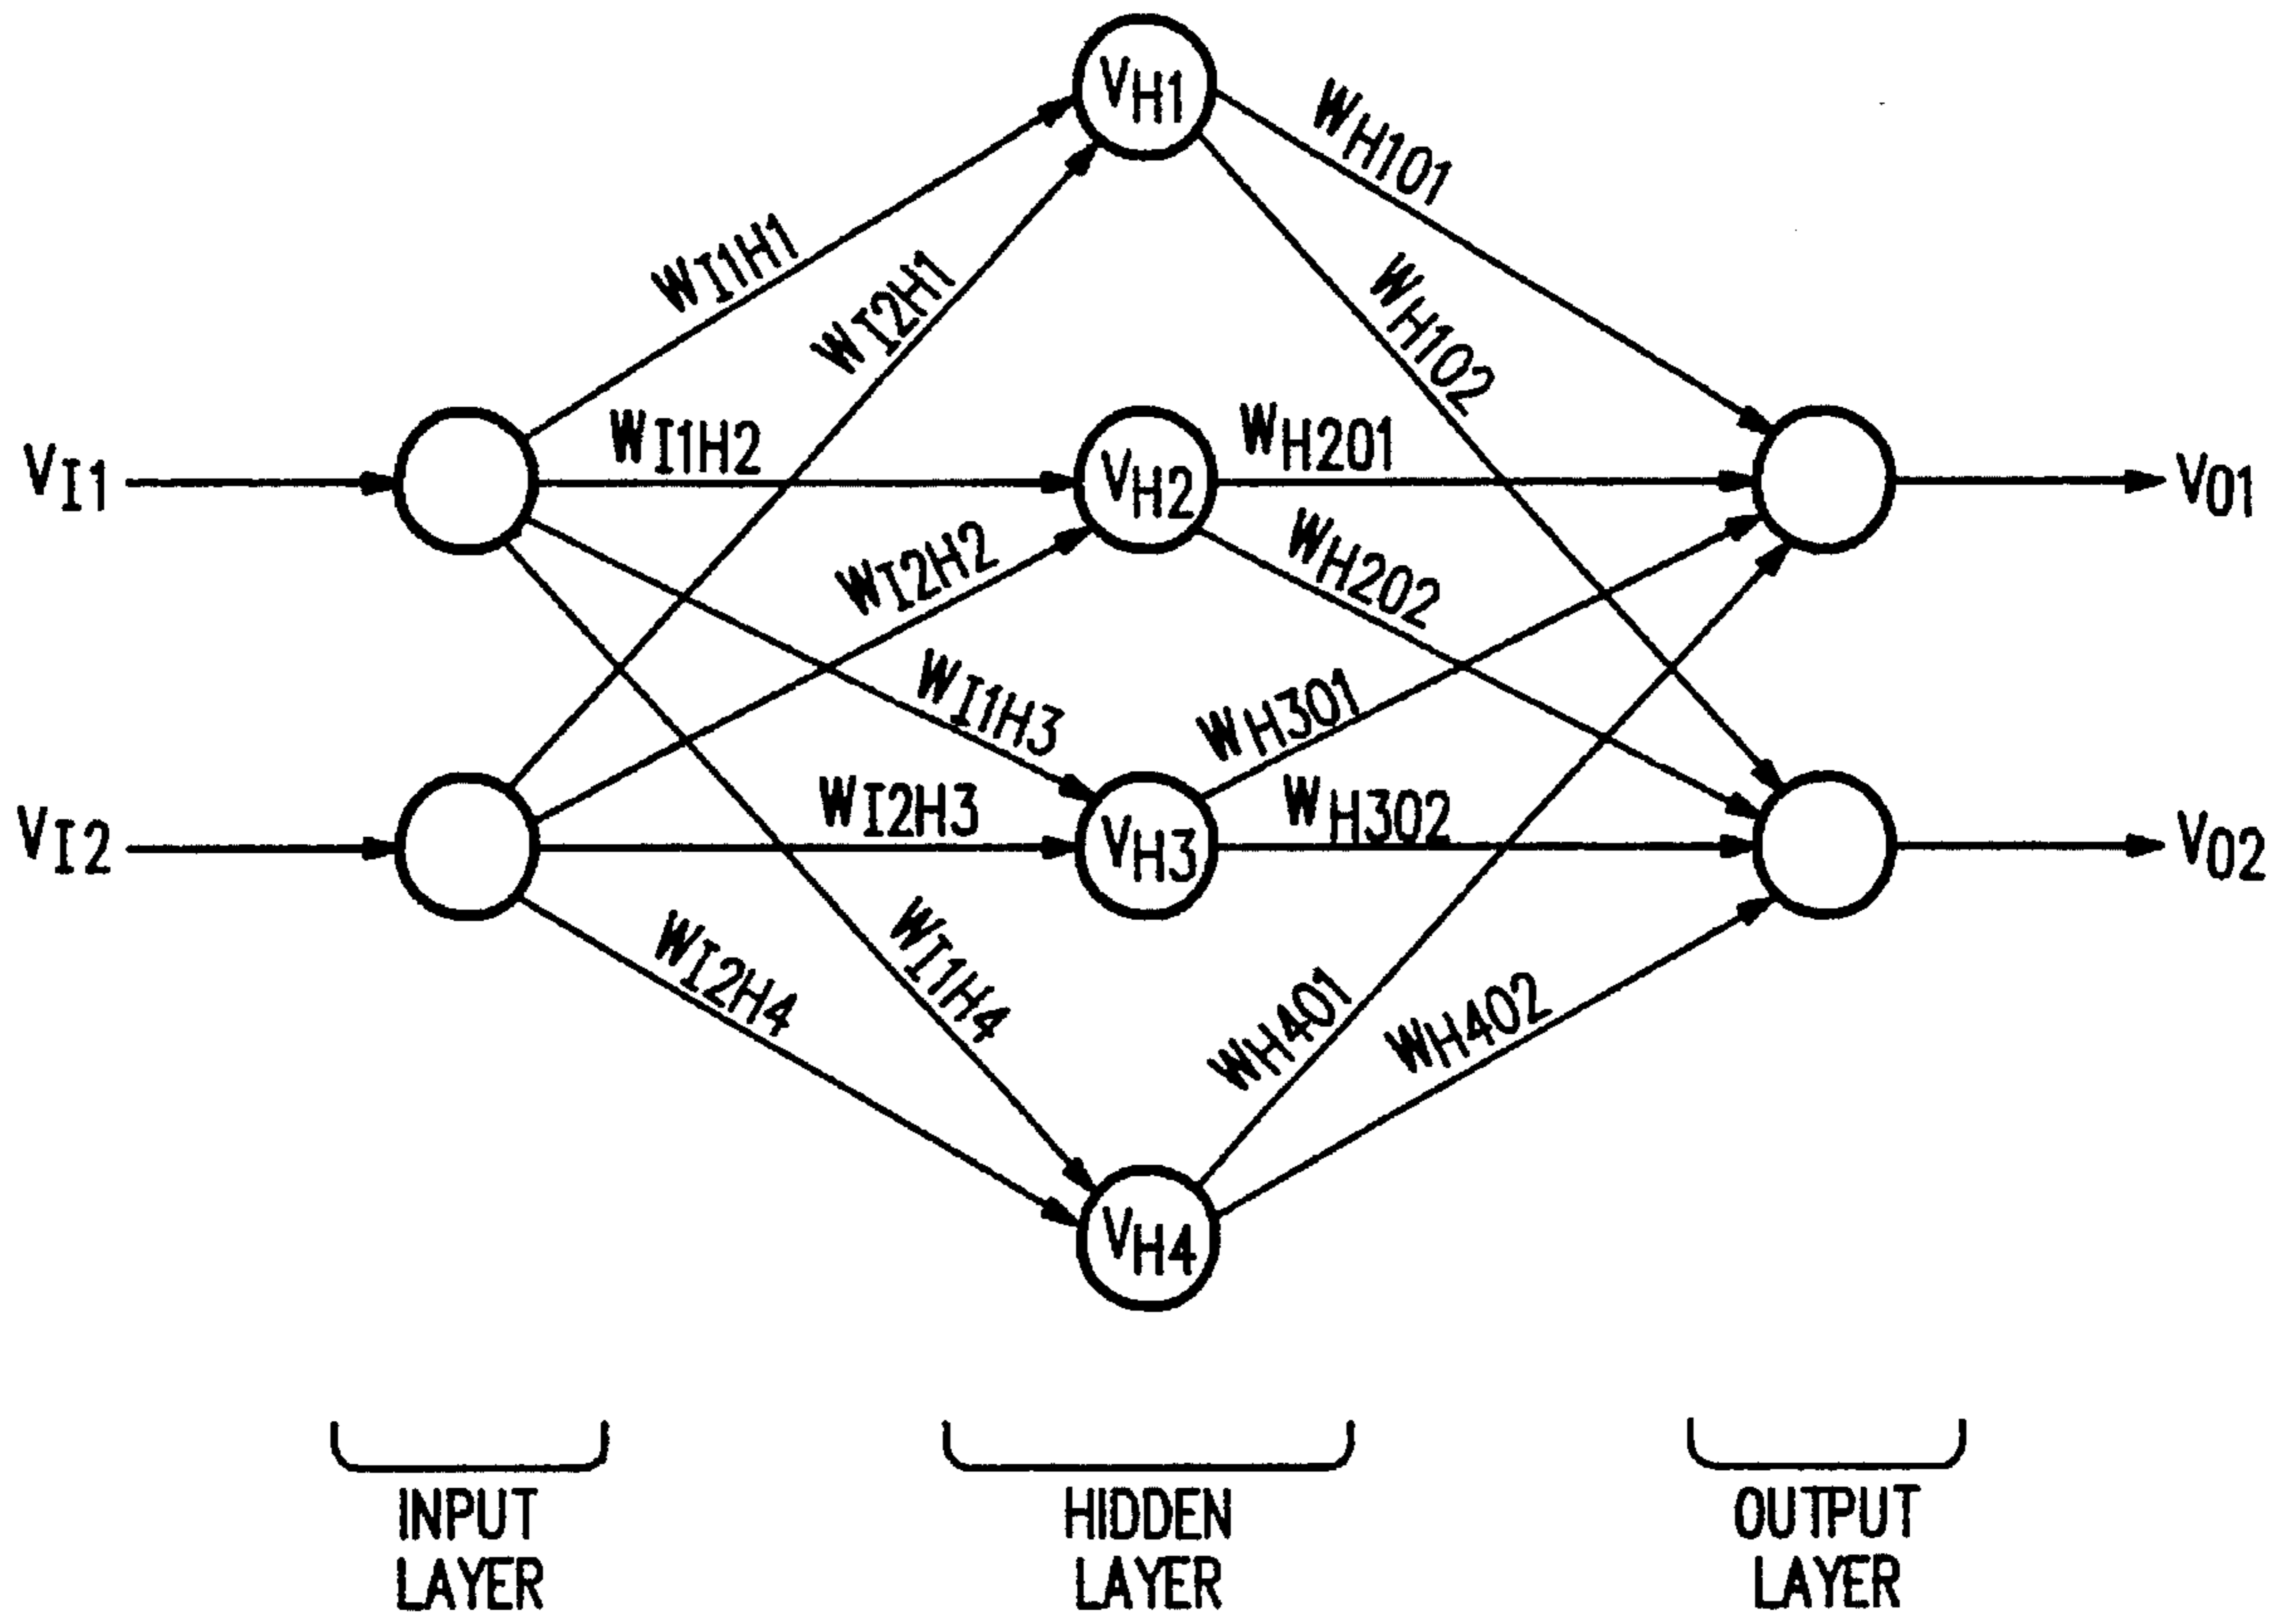 VH1
WH101
WI1H1
WI2H1
WH102
VI1
WI1H2
VH2
WH201
VO1
WI2H2
WH202
WI1H3
WH301
VI2
WI2H3
VH3
WH302
VO2
WI2H4
WI1H4
WH401
WH402
VH4
INPUT
LAYER
HIDDEN
LAYER
OUTPUT
LAYER